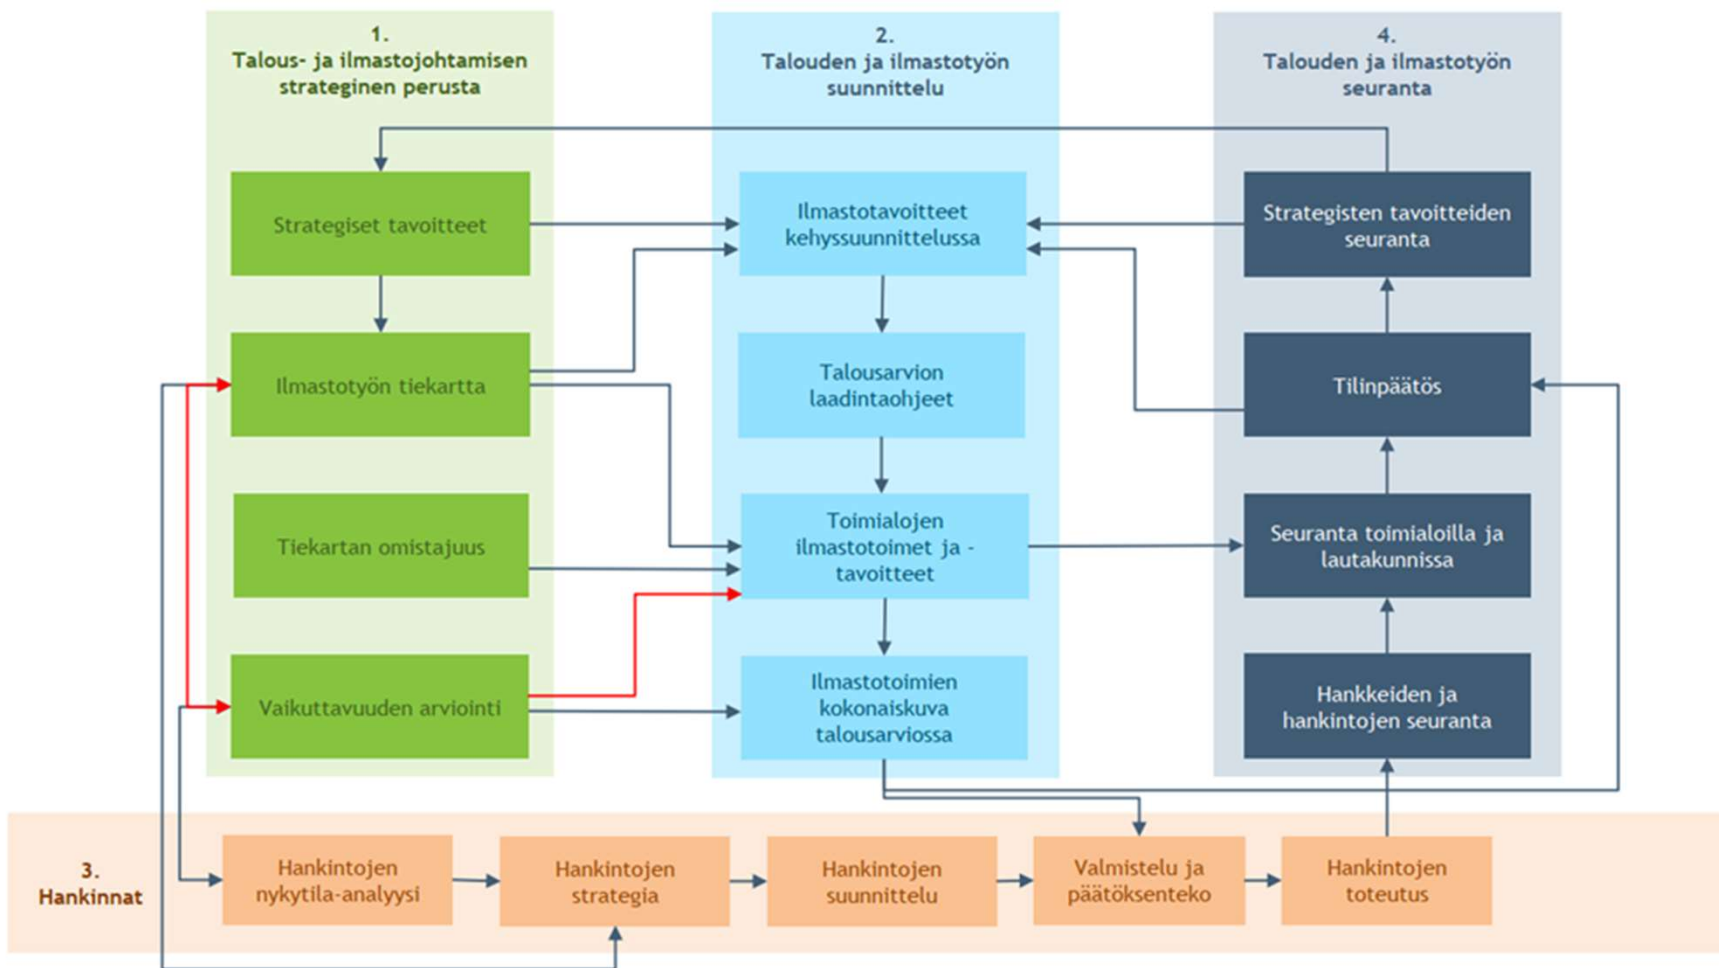 1.
Talous- ja ilmastojohtamisen
strateginen perusta
Strategiset tavoitteet
Ilmastotyön tiekartta
Tiekartan omistajuus
Vaikuttavuuden arviointi
2.
Talouden ja ilmastotyön
suunnittelu
Ilmastotavoitteet
kehyssuunnittelussa
Talousarvion
laadintaohjeet
Toimialojen
ilmastotoimet ja -
tavoitteet
Ilmastotoimien
kokonaiskuva
talousarviossa
4.
Talouden ja ilmastotyön
seuranta
Strategisten tavoitteiden
seuranta
Tilinpäätös
Seuranta toimialoilla ja
lautakunnissa
Hankkeiden ja
hankintojen seuranta
3.
Hankinnat
Hankintojen
nykytila-analyysi
Hankintojen
strategia
Hankintojen
suunnittelu
Valmistelu ja
päätöksenteko
Hankintojen
toteutus